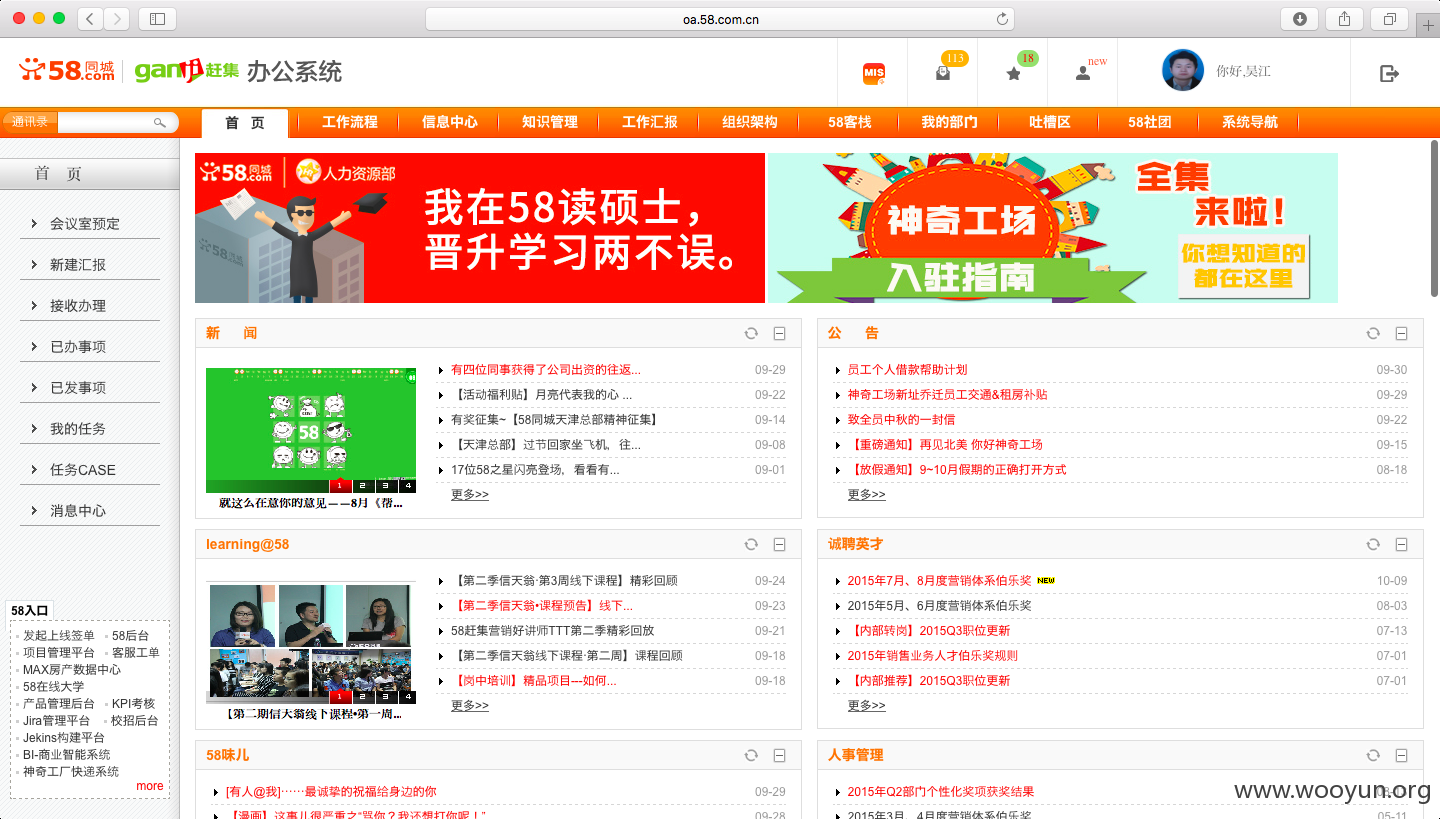 oa.58.com.cn
58同城.com ganji 赶集 办公系统
MIS 113 18 new 你好,吴江
通讯录 首 页 工作流程 信息中心 知识管理 工作汇报 组织架构 58客栈 我的部门 吐槽区 58社团 系统导航
首 页
会议室预定
新建汇报
接收办理
已办事项
已发事项
我的任务
任务CASE
消息中心
58入口
发起上线签单 58后台
项目管理平台 客服工单
MAX房产数据中心
58在线大学
产品管理后台 KPI考核
Jira管理平台 校招后台
Jekins构建平台
BI-商业智能系统
神奇工厂快递系统
more
58同城.com 人力资源部
58同城.com
我在58读硕士，
晋升学习两不误。
神奇工场
入驻指南
全集
来啦！
你想知道的
都在这里
新 闻
58
1 2 3 4
就这么在意你的意见——8月《帮...
有四位同事获得了公司出资的往返... 09-29
【活动福利贴】月亮代表我的心 ... 09-22
有奖征集~【58同城天津总部精神征集】 09-14
【天津总部】过节回家坐飞机，往... 09-08
17位58之星闪亮登场，看看有... 09-01
更多>>
公 告
员工个人借款帮助计划 09-30
神奇工场新址乔迁员工交通&租房补贴 09-29
致全员中秋的一封信 09-22
【重磅通知】再见北美 你好神奇工场 09-15
【放假通知】9~10月假期的正确打开方式 08-18
更多>>
learning@58
1 2 3 4
【第二期信天翁线下课程•第一周...
【第二季信天翁·第3周线下课程】精彩回顾 09-24
【第二季信天翁•课程预告】线下... 09-23
58赶集营销好讲师TTT第二季精彩回放 09-21
【第二季信天翁线下课程·第二周】课程回顾 09-18
【岗中培训】精品项目---如何... 09-18
更多>>
诚聘英才
2015年7月、8月度营销体系伯乐奖 NEW 10-09
2015年5月、6月度营销体系伯乐奖 08-03
【内部转岗】2015Q3职位更新 07-13
2015年销售业务人才伯乐奖规则 07-01
【内部推荐】2015Q3职位更新 07-01
更多>>
58味儿
[有人@我]……最诚挚的祝福给身边的你 09-29
【漫画】这事儿很严重之“骂你？我还想打你呢！” 09-28
人事管理
2015年Q2部门个性化奖项获奖结果
2015年3月、4月度营销体系伯乐奖 05-11
www.wooyun.org